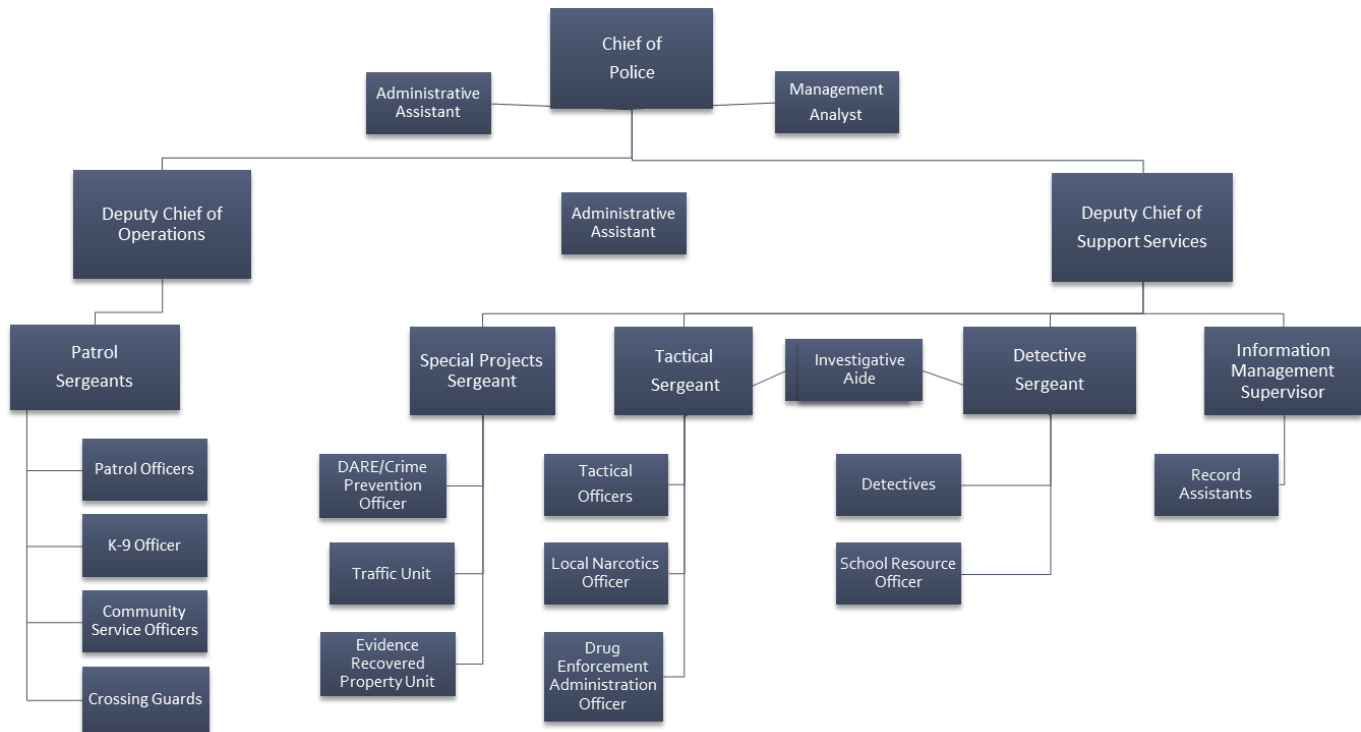 Chief of
Police
Administrative
Assistant
Management
Analyst
Deputy Chief of
Operations
Administrative
Assistant
Deputy Chief of
Support Services
Patrol
Sergeants
Special Projects
Sergeant
Tactical
Sergeant
Investigative
Aide
Detective
Sergeant
Information
Management
Supervisor
Patrol Officers
K-9 Officer
Community
Service Officers
Crossing Guards
DARE/Crime
Prevention
Officer
Traffic Unit
Evidence
Recovered
Property Unit
Tactical
Officers
Local Narcotics
Officer
Drug
Enforcement
Administration
Officer
Detectives
School Resource
Officer
Record
Assistants